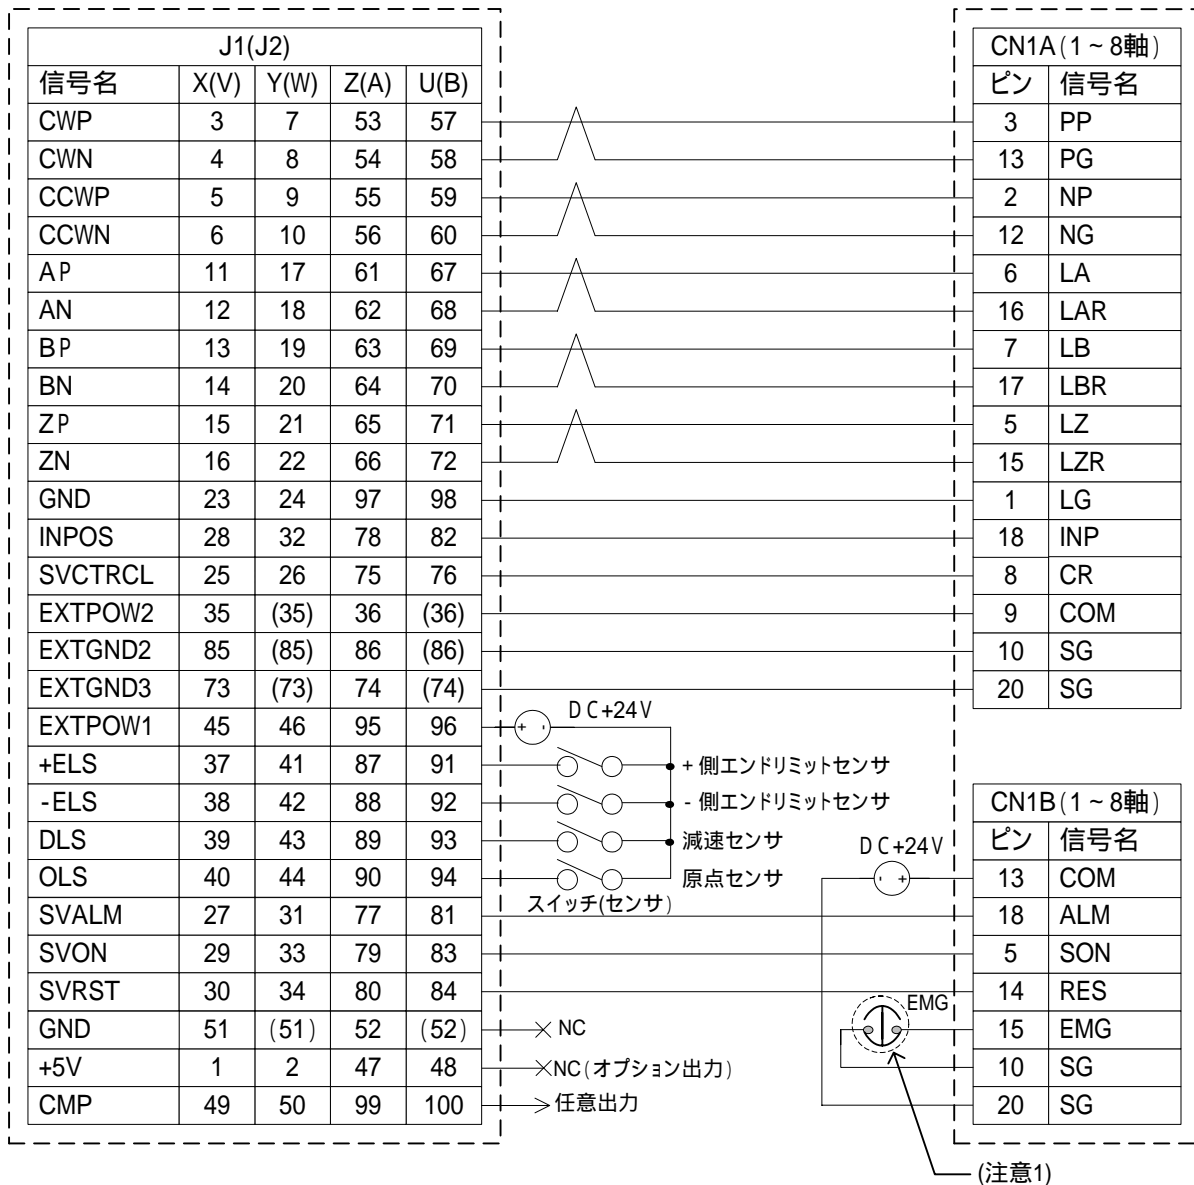 J1(J2)
信号名 X(V) Y(W) Z(A) U(B)
CWP 3 7 53 57
CWN 4 8 54 58
CCWP 5 9 55 59
CCWN 6 10 56 60
AP 11 17 61 67
AN 12 18 62 68
BP 13 19 63 69
BN 14 20 64 70
ZP 15 21 65 71
ZN 16 22 66 72
GND 23 24 97 98
INPOS 28 32 78 82
SVCTRCL 25 26 75 76
EXTPOW2 35 (35) 36 (36)
EXTGND2 85 (85) 86 (86)
EXTGND3 73 (73) 74 (74)
EXTPOW1 45 46 95 96
+ELS 37 41 87 91
-ELS 38 42 88 92
DLS 39 43 89 93
OLS 40 44 90 94
SVALM 27 31 77 81
SVON 29 33 79 83
SVRST 30 34 80 84
GND 51 (51) 52 (52)
+5V 1 2 47 48
CMP 49 50 99 100
DC+24V
+ -
+側エンドリミットセンサ
-側エンドリミットセンサ
減速センサ
原点センサ
スイッチ(センサ)
NC
NC(オプション出力)
任意出力
CN1A(1~8軸)
ピン 信号名
3 PP
13 PG
2 NP
12 NG
6 LA
16 LAR
7 LB
17 LBR
5 LZ
15 LZR
1 LG
18 INP
8 CR
9 COM
10 SG
20 SG
DC+24V
- +
EMG
CN1B(1~8軸)
ピン 信号名
13 COM
18 ALM
5 SON
14 RES
15 EMG
10 SG
20 SG
(注意1)